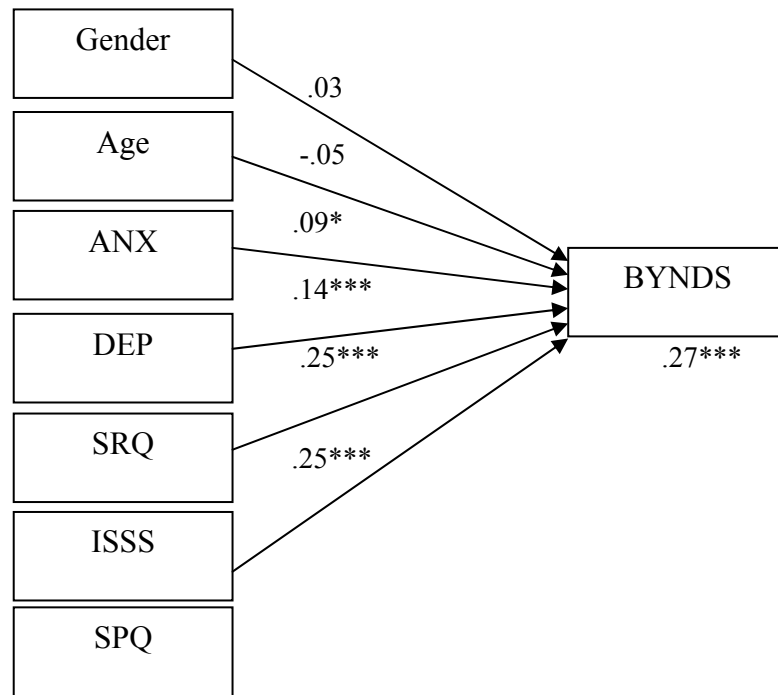 Gender
.03
Age
-.05
ANX
.09*
BYNDS
.14***
DEP
.25***
.27***
SRQ
.25***
ISSS
SPQ